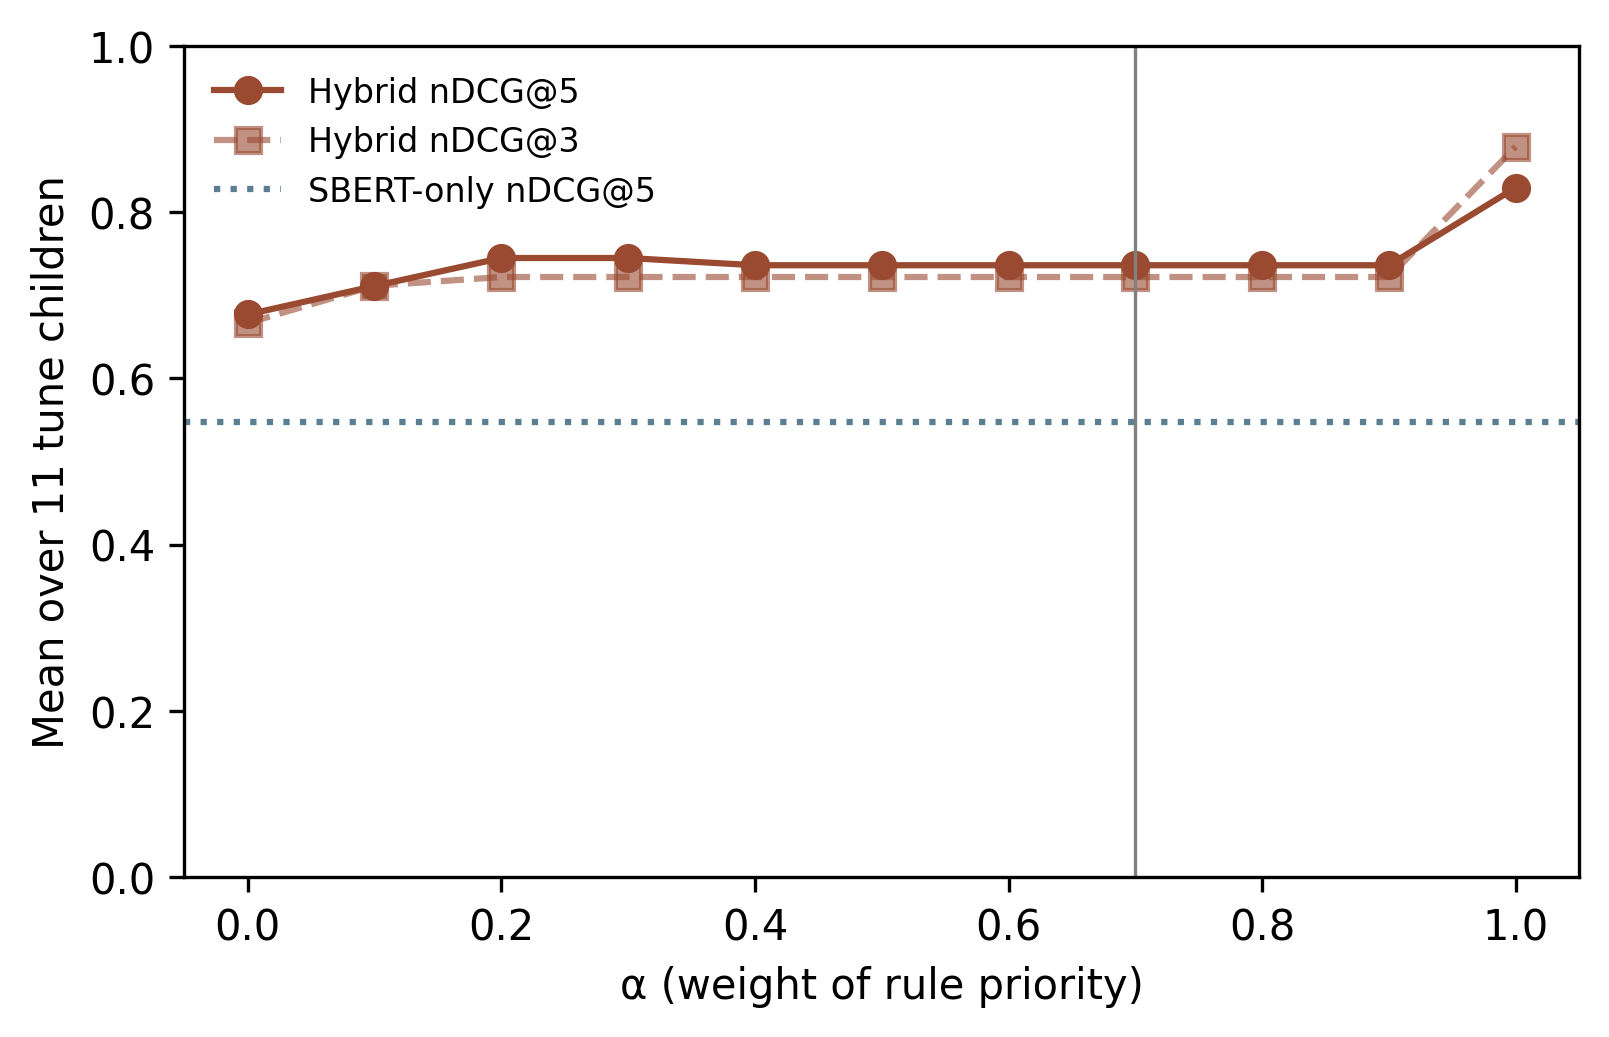 Hybrid nDCG@5
Hybrid nDCG@3
SBERT-only nDCG@5
Mean over 11 tune children
1.0
0.8
0.6
0.4
0.2
0.0
0.0 0.2 0.4 0.6 0.8 1.0
α (weight of rule priority)